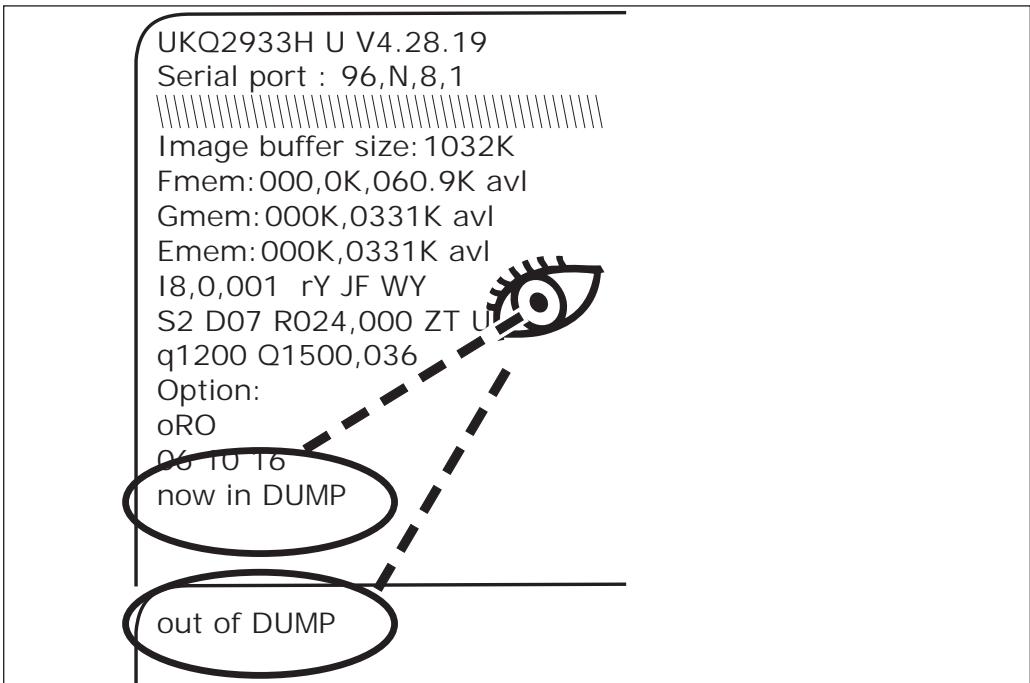 UKQ2933H U V4.28.19
Serial port : 96,N,8,1
Image buffer size:1032K
Fmem:000,0K,060.9K avl
Gmem:000K,0331K avl
Emem:000K,0331K avl
I8,0,001 rY JF WY
S2 D07 R024,000 ZT U
q1200 Q1500,036
Option:
oRO
06 10 16
now in DUMP
out of DUMP